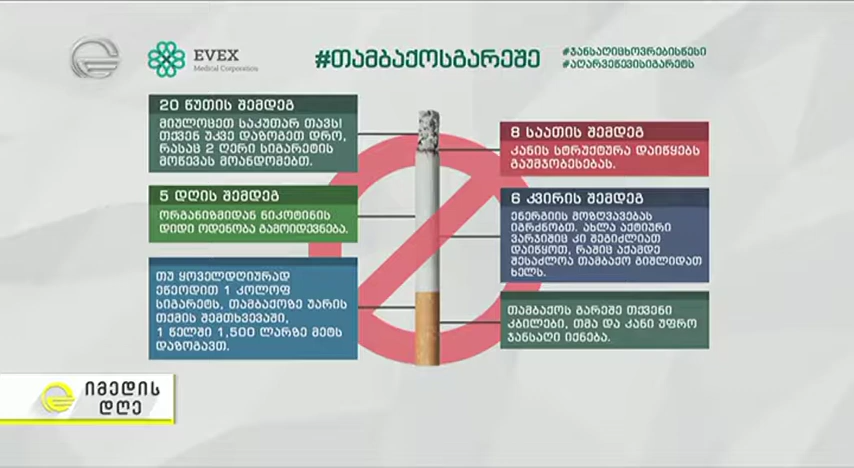 EVEX
Medical Corporation
#თამბაქოსგარეშე
#ჯანსაღიცხოვრებისწესი
#აღარვეწევისიგარეტს
20 წუთის შემდეგ
მიულოცეთ საკუთარ თავს!
თქვენ უკვე დაზოგეთ დრო,
რასაც 2 ღერი სიგარეტის
მოწევას მოანდომებთ.
8 საათის შემდეგ
კანის სტრუქტურა დაიწყებს
გაუმჯობესებას.
5 დღის შემდეგ
ორგანიზმიდან ნიკოტინის
დიდი ოდენობა გამოიდევნება.
6 კვირის შემდეგ
ენერგიის მოზღვავებას
იგრძნობთ. ახლა აქტიური
ვარჯიშიც კი შეგიძლიათ
დაიწყოთ, რაშიც აქამდე
შესაძლოა თამბაქო გიშლიდათ
ხელს.
თუ ყოველდღიურად
ეწეოდით 1 კოლოფ
სიგარეტს, თამბაქოზე უარის
თქმის შემთხვევაში,
1 წელში 1,500 ლარზე მეტს
დაზოგავთ.
თამბაქოს გარეშე თქვენი
კბილები, თმა და კანი უფრო
ჯანსაღი იქნება.
იმედის
დღე